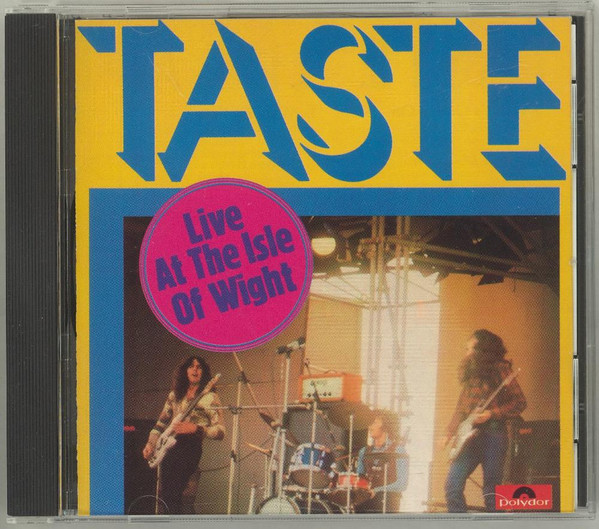 TASTE
Live
At The Isle
Of Wight
Polydor